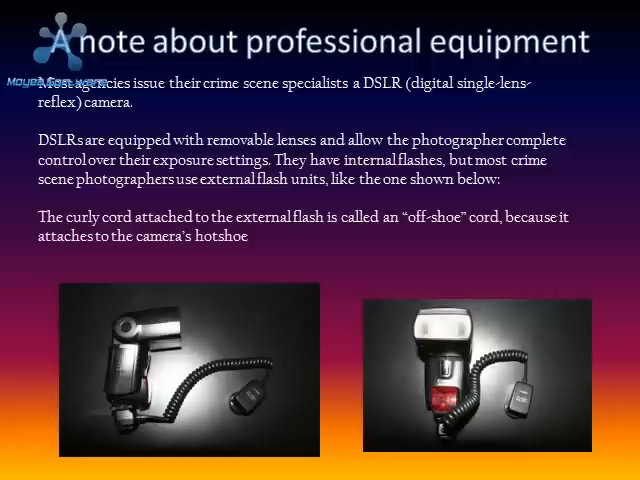 A note about professional equipment
Most agencies issue their crime scene specialists a DSLR (digital single-lens-
reflex) camera.
DSLRs are equipped with removable lenses and allow the photographer complete
control over their exposure settings. They have internal flashes, but most crime
scene photographers use external flash units, like the one shown below:
The curly cord attached to the external flash is called an “off-shoe” cord, because it
attaches to the camera’s hotshoe